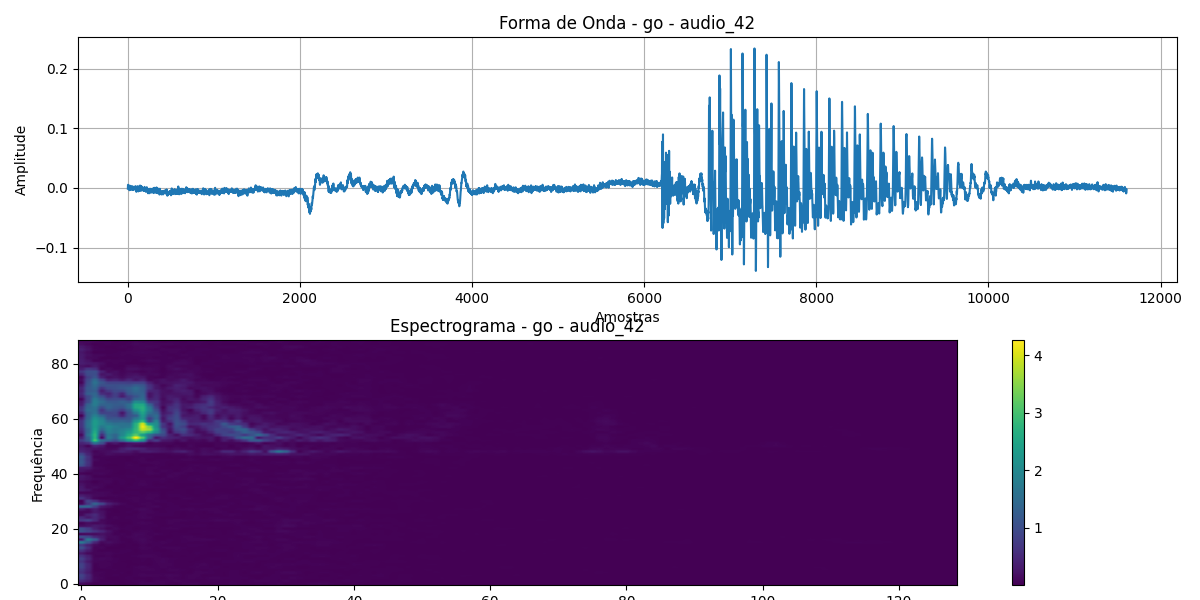 Forma de Onda - go - audio_42
Amplitude
0.2
0.1
0.0
−0.1
0 2000 4000 6000 8000 10000 12000
Amostras
Espectrograma - go - audio_42
Frequência
80
60
40
20
0
0 20 40 60 80 100 120
4
3
2
1